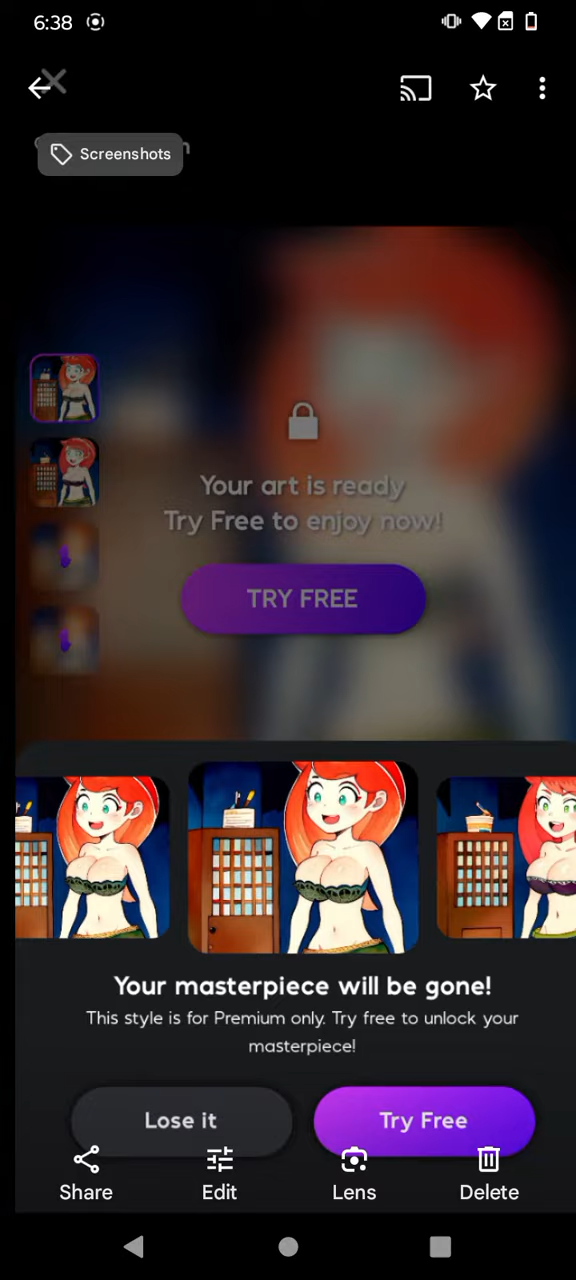 6:38
Screenshots
Your art is ready
Try Free to enjoy now!
TRY FREE
Your masterpiece will be gone!
This style is for Premium only. Try free to unlock your
masterpiece!
Lose it
Try Free
Share
Edit
Lens
Delete